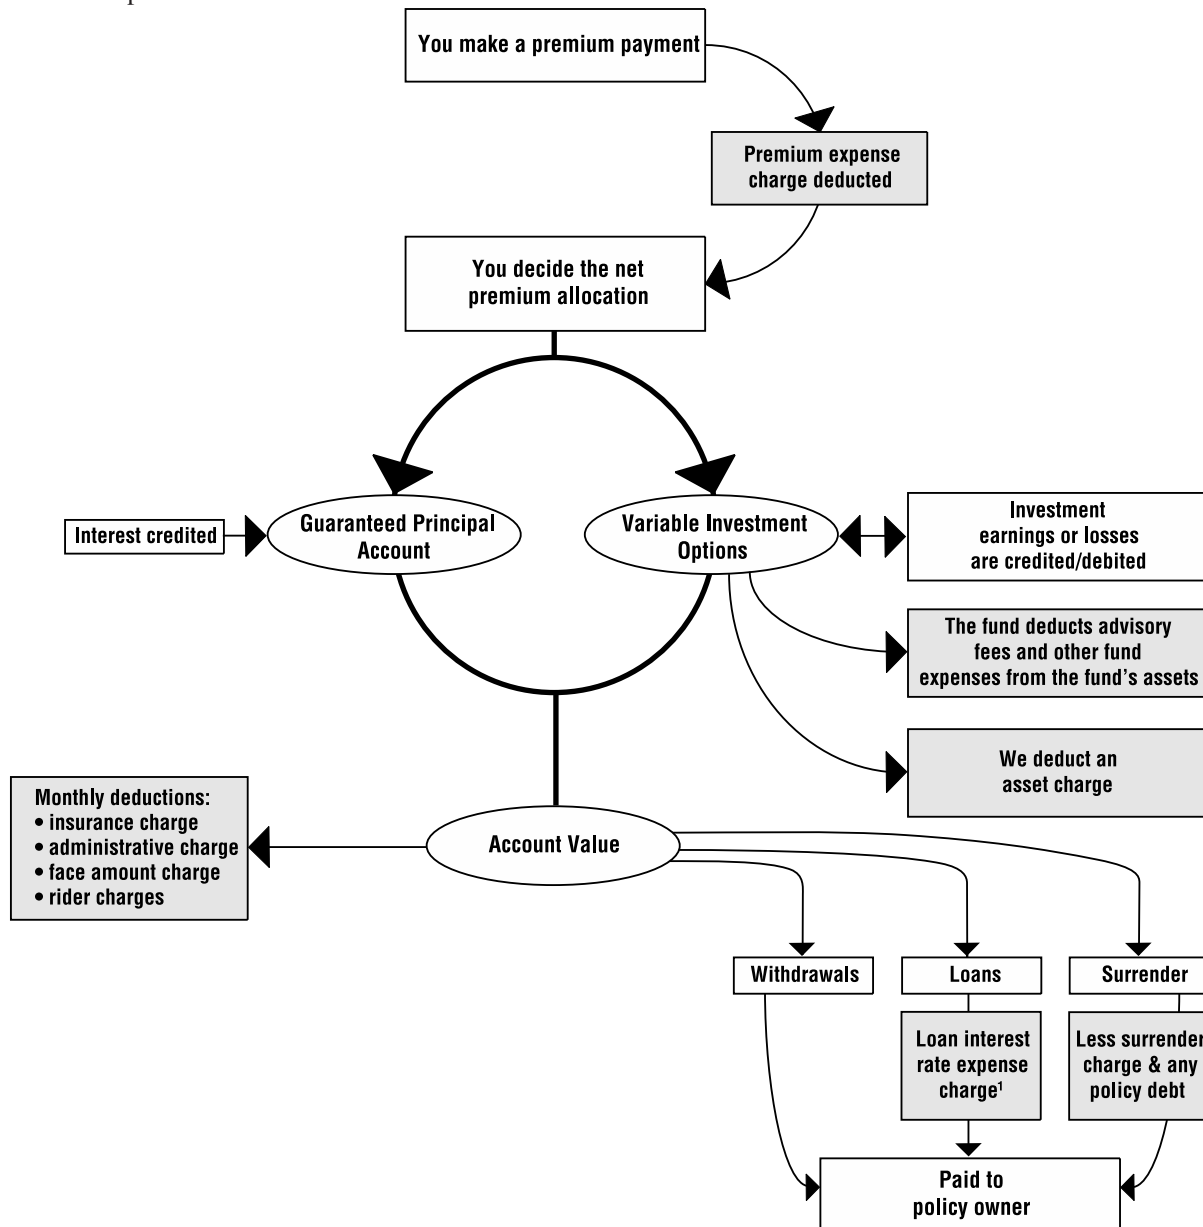 You make a premium payment
Premium expense
charge deducted
You decide the net
premium allocation
Interest credited
Guaranteed Principal
Account
Variable Investment
Options
Investment
earnings or losses
are credited/debited
The fund deducts advisory
fees and other fund
expenses from the fund's assets
We deduct an
asset charge
Monthly deductions:
• insurance charge
• administrative charge
• face amount charge
• rider charges
Account Value
Withdrawals
Loans
Surrender
Loan interest
rate expense
charge¹
Less surrender
charge & any
policy debt
Paid to
policy owner